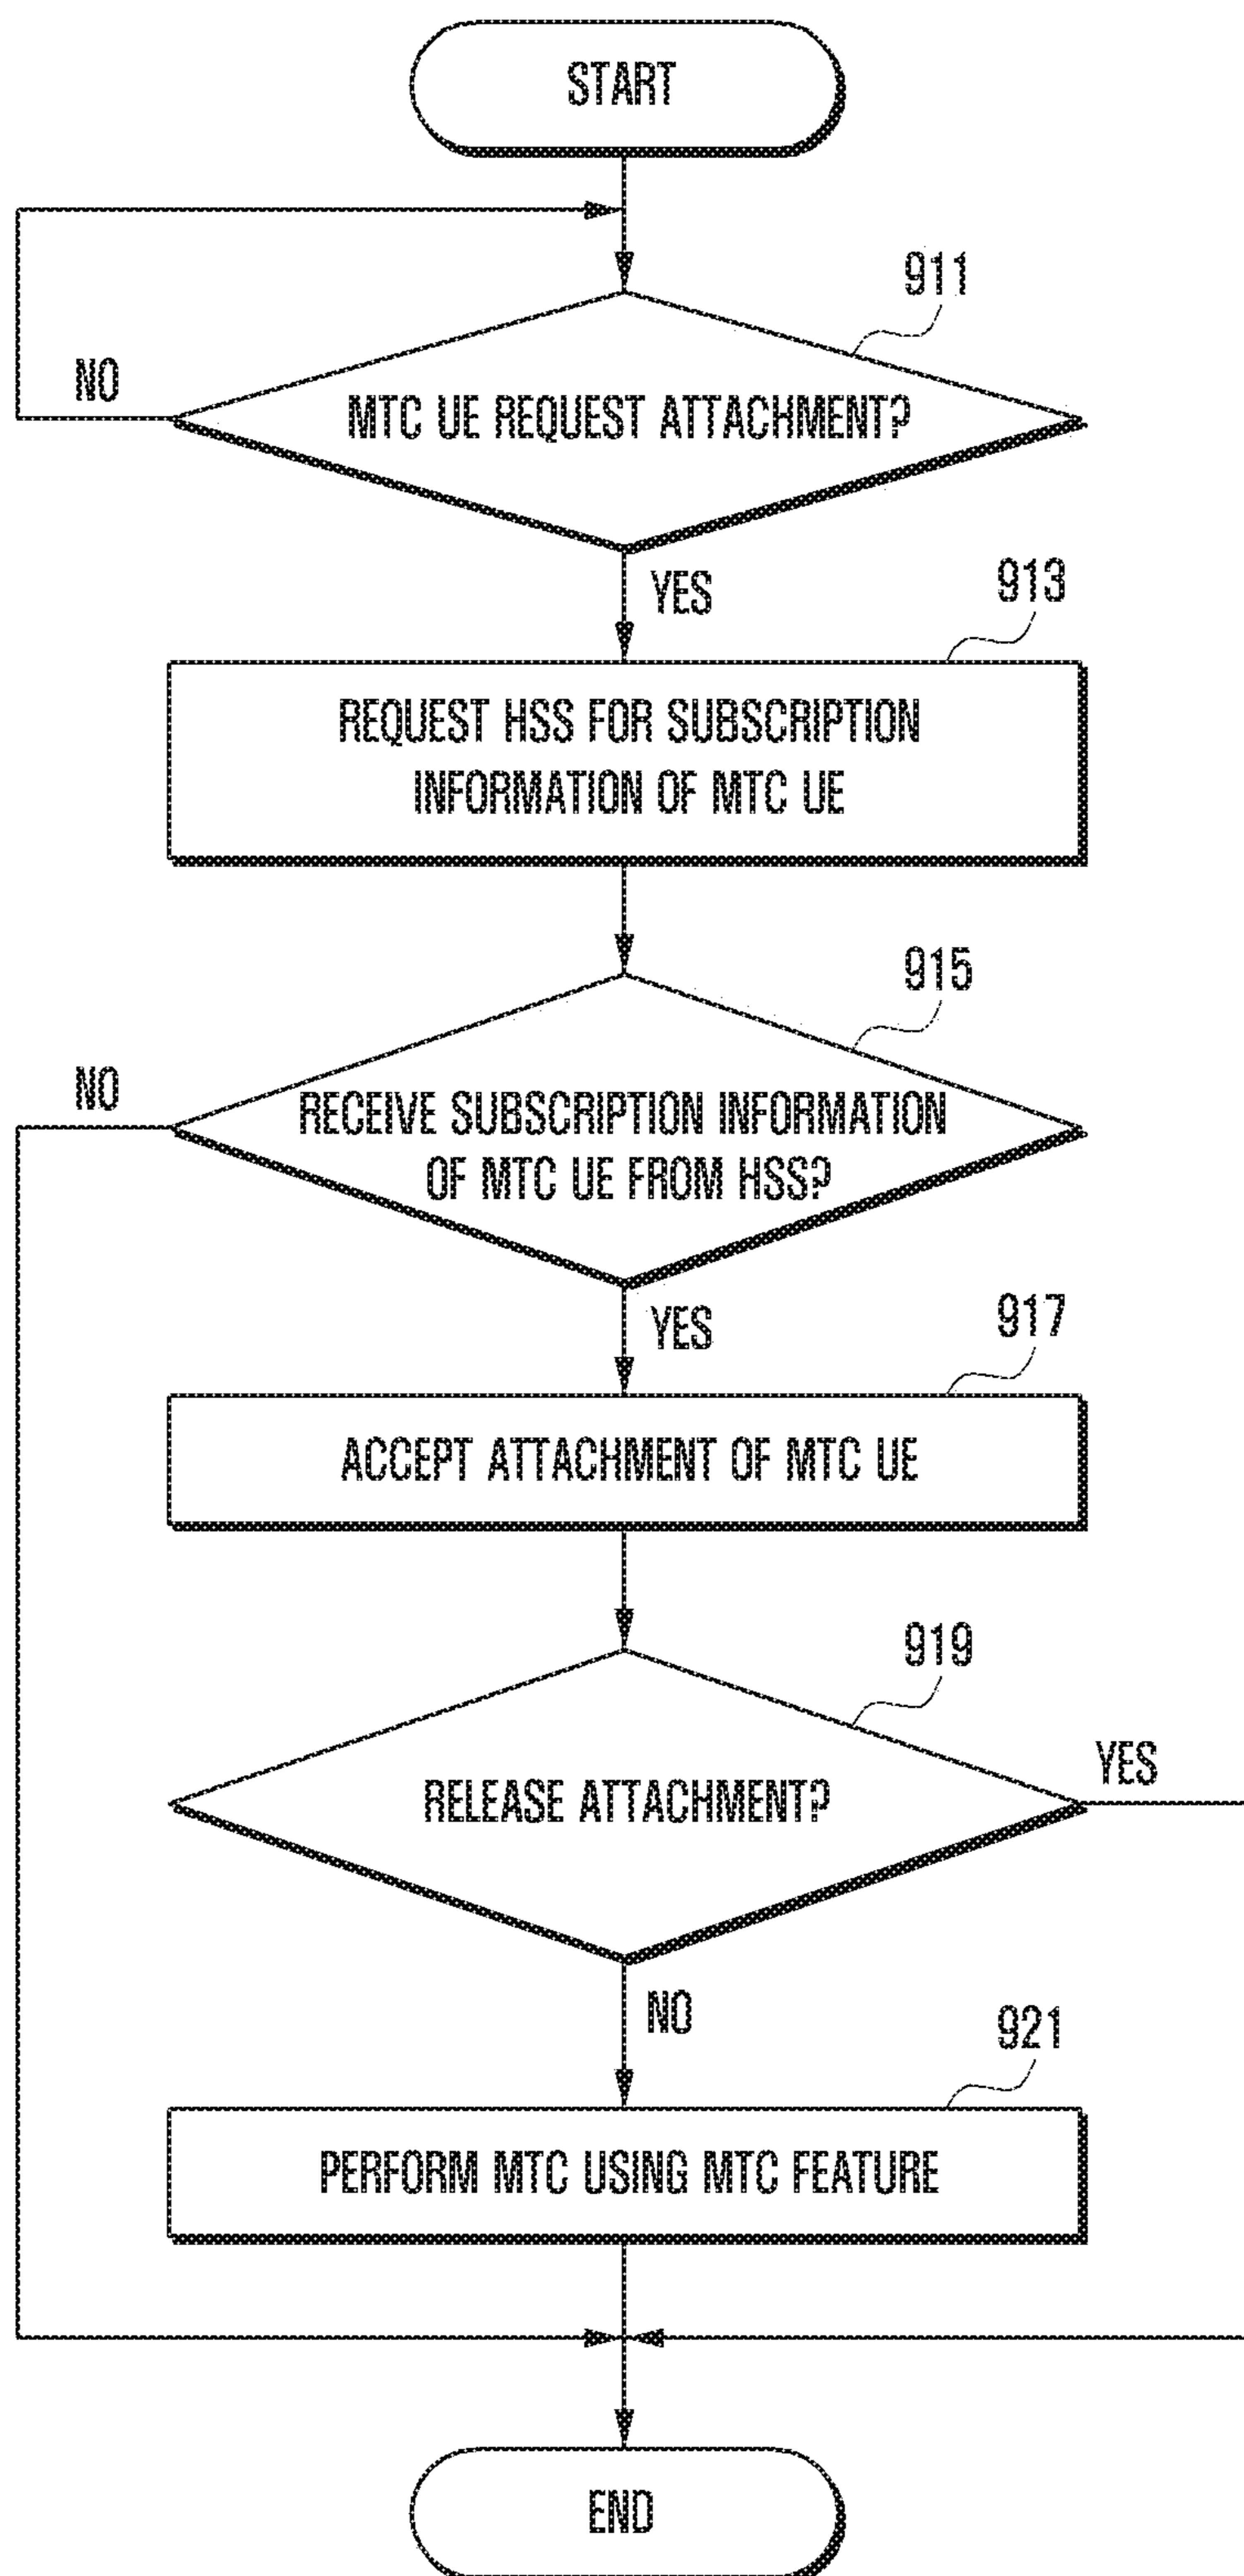 START
911
NO
MTC UE REQUEST ATTACHMENT?
YES
913
REQUEST HSS FOR SUBSCRIPTION
INFORMATION OF MTC UE
915
NO
RECEIVE SUBSCRIPTION INFORMATION
OF MTC UE FROM HSS?
YES
917
ACCEPT ATTACHMENT OF MTC UE
919
YES
RELEASE ATTACHMENT?
NO
921
PERFORM MTC USING MTC FEATURE
END